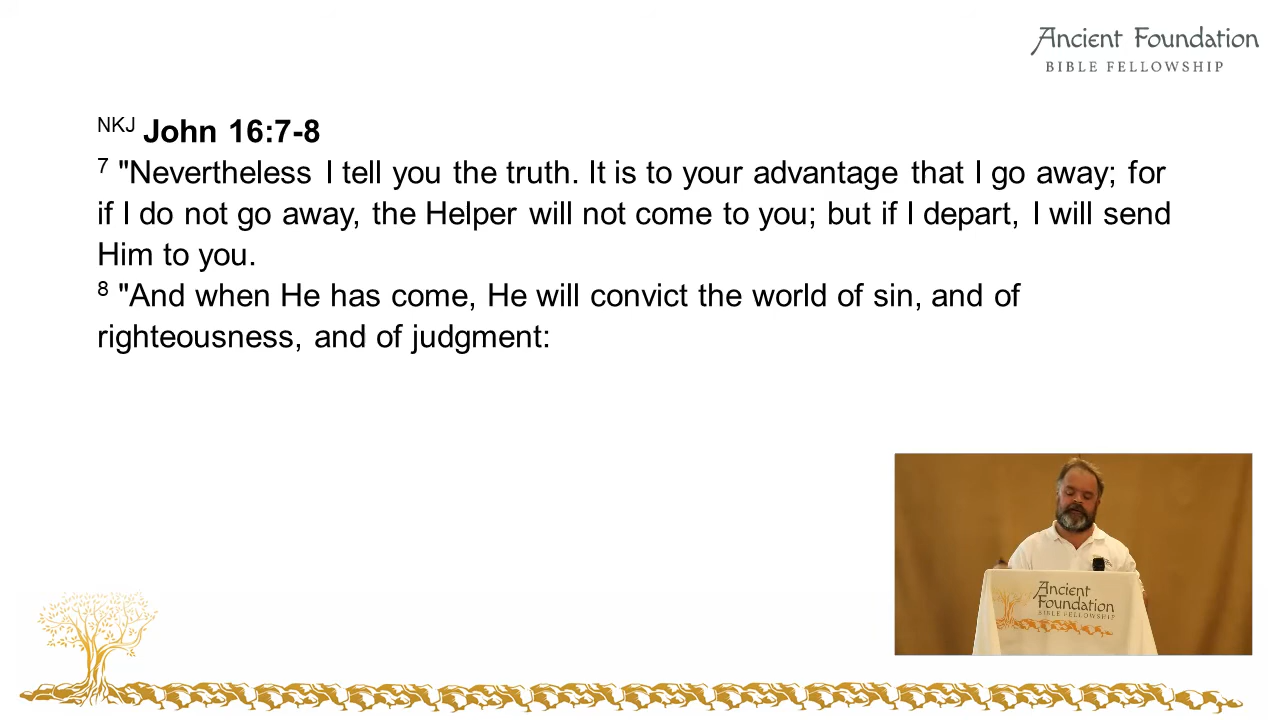 Ancient Foundation
BIBLE FELLOWSHIP
NKJ John 16:7-8
7 "Nevertheless I tell you the truth. It is to your advantage that I go away; for
if I do not go away, the Helper will not come to you; but if I depart, I will send
Him to you.
8 "And when He has come, He will convict the world of sin, and of
righteousness, and of judgment:
Ancient
Foundation
BIBLE FELLOWSHIP